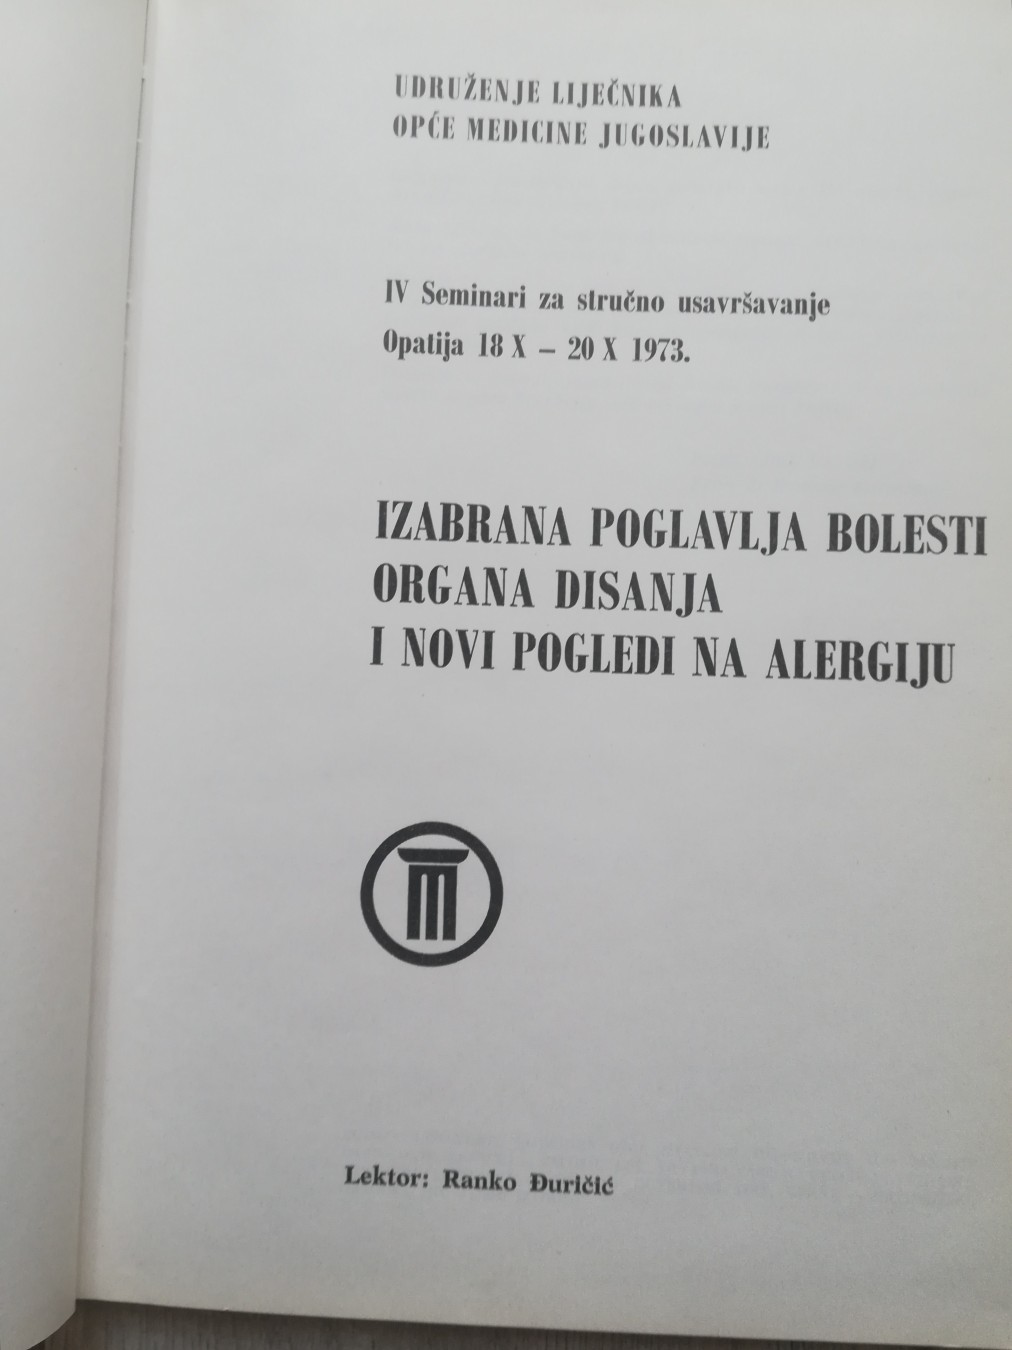 UDRUŽENJE LIJEČNIKA
OPĆE MEDICINE JUGOSLAVIJE
IV Seminari za stručno usavršavanje
Opatija 18 X – 20 X 1973.
IZABRANA POGLAVLJA BOLESTI
ORGANA DISANJA
I NOVI POGLEDI NA ALERGIJU
Lektor: Ranko Đuričić